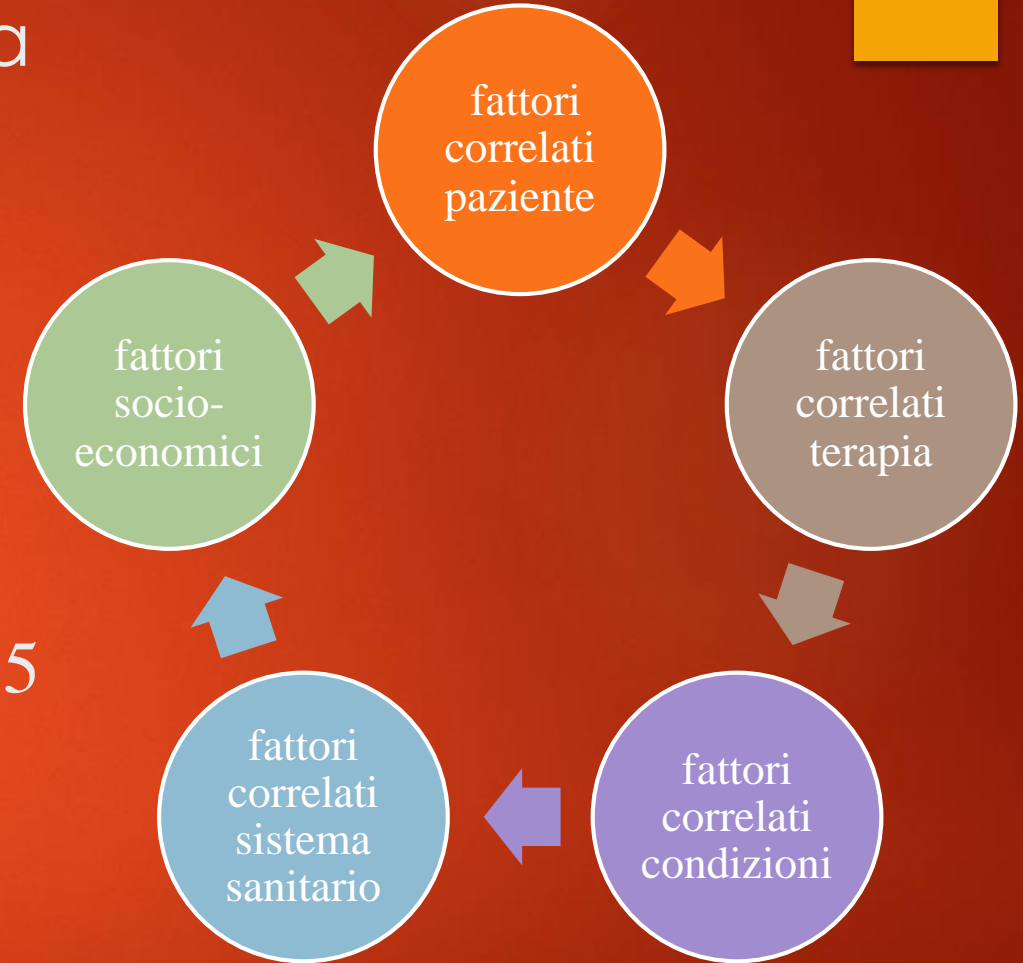 a
fattori
correlati
paziente
fattori
correlati
terapia
fattori
correlati
condizioni
fattori
correlati
sistema
sanitario
fattori
socio-
economici
5